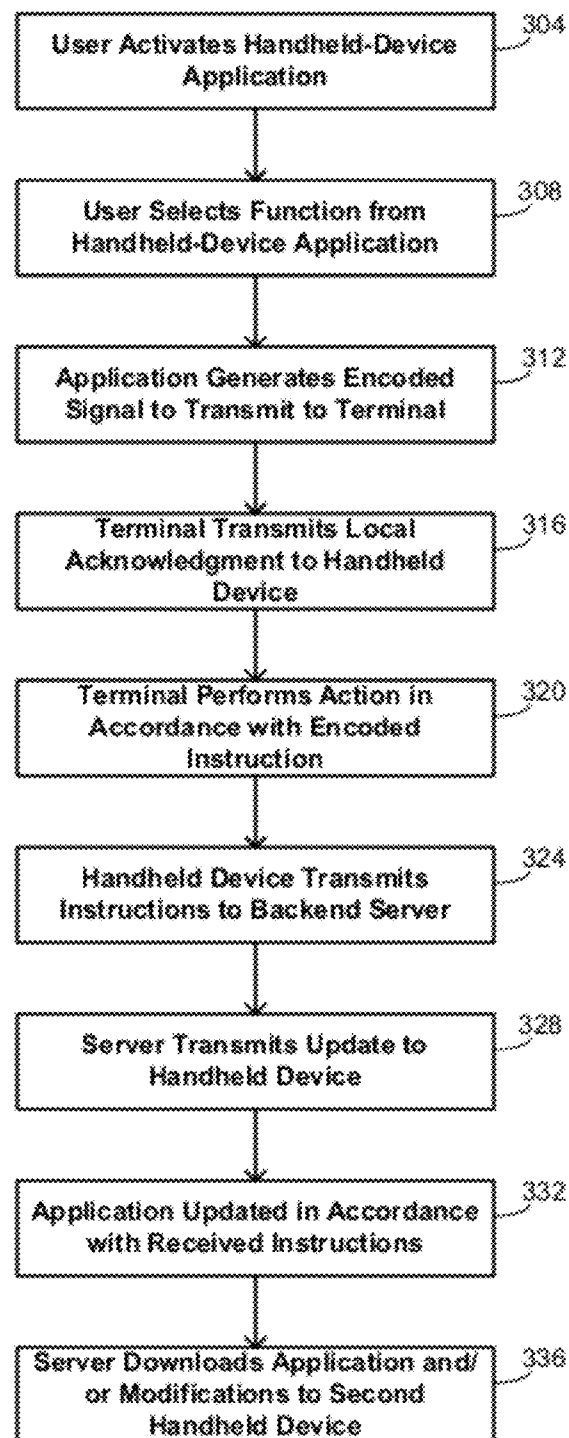 User Activates Handheld-Device
Application
304
User Selects Function from
Handheld-Device Application
308
Application Generates Encoded
Signal to Transmit to Terminal
312
Terminal Transmits Local
Acknowledgment to Handheld
Device
316
Terminal Performs Action in
Accordance with Encoded
Instruction
320
Handheld Device Transmits
Instructions to Backend Server
324
Server Transmits Update to
Handheld Device
328
Application Updated in Accordance
with Received Instructions
332
Server Downloads Application and/
or Modifications to Second
Handheld Device
336